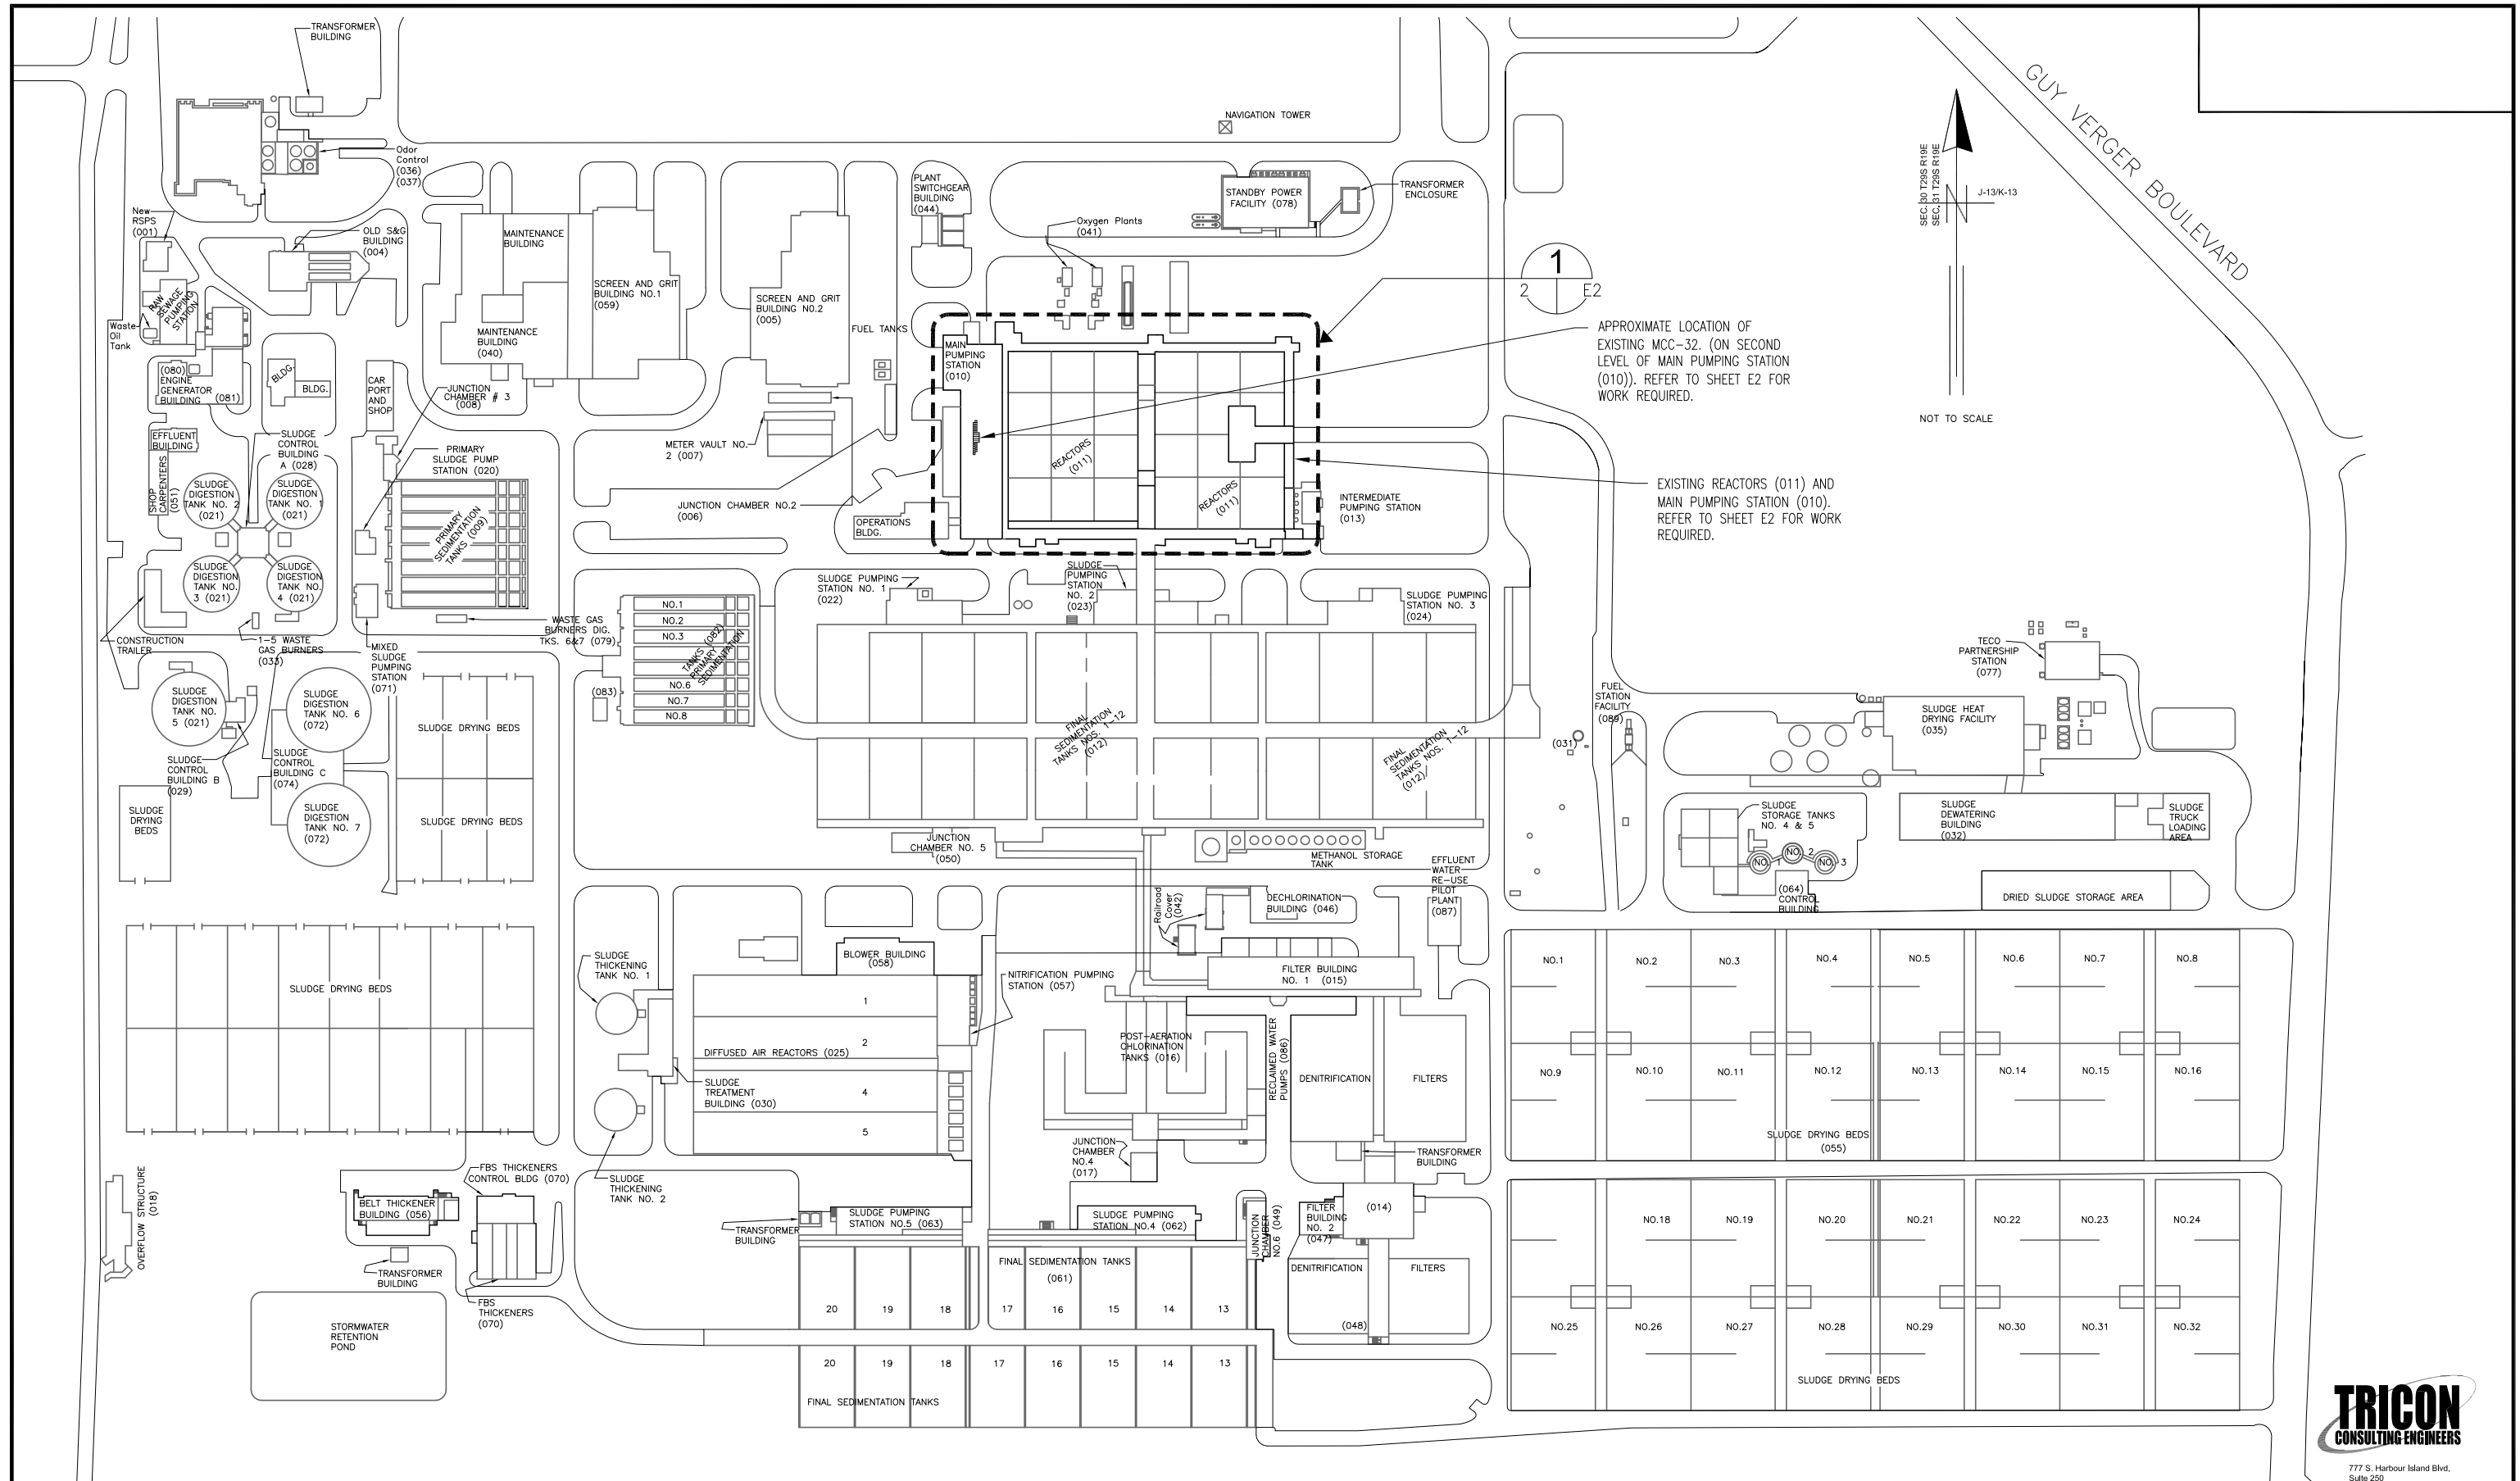 TRANSFORMER
BUILDING
Odor
Control
(036)
(037)
New
RSPS
(001)
OLD S&G
BUILDING
(004)
RAW
SEWAGE
PUMPING
STATION
Waste
Oil
Tank
(080)
ENGINE
GENERATOR
BUILDING
(081)
BLDG.
BLDG.
CAR
PORT
AND
SHOP
MAINTENANCE
BUILDING
MAINTENANCE
BUILDING
(040)
SCREEN AND GRIT
BUILDING NO.1
(059)
SCREEN AND GRIT
BUILDING NO.2
(005)
JUNCTION
CHAMBER # 3
(008)
FUEL TANKS
METER VAULT NO.
2 (007)
JUNCTION CHAMBER NO.2
(006)
OPERATIONS
BLDG.
PLANT
SWITCHGEAR
BUILDING
(044)
NAVIGATION TOWER
Oxygen Plants
(041)
STANDBY POWER
FACILITY (078)
TRANSFORMER
ENCLOSURE
MAIN
PUMPING
STATION
(010)
REACTORS
(011)
REACTORS
(011)
INTERMEDIATE
PUMPING STATION
(013)
1
2
E2
APPROXIMATE LOCATION OF
EXISTING MCC-32. (ON SECOND
LEVEL OF MAIN PUMPING STATION
(010)). REFER TO SHEET E2 FOR
WORK REQUIRED.
EXISTING REACTORS (011) AND
MAIN PUMPING STATION (010).
REFER TO SHEET E2 FOR WORK
REQUIRED.
GUY VERGER BOULEVARD
SEC. 30 T29S R19E
SEC. 31 T29S R19E
N
J-13/K-13
NOT TO SCALE
EFFLUENT
BUILDING
SHOP
CARPENTERS
(051)
SLUDGE
CONTROL
BUILDING
A (028)
PRIMARY
SLUDGE PUMP
STATION (020)
SLUDGE
DIGESTION
TANK NO. 2
(021)
SLUDGE
DIGESTION
TANK NO. 1
(021)
SLUDGE
DIGESTION
TANK NO.
3 (021)
SLUDGE
DIGESTION
TANK NO.
4 (021)
PRIMARY
SEDIMENTATION
TANKS (009)
CONSTRUCTION
TRAILER
1-5 WASTE
GAS BURNERS
(033)
MIXED
SLUDGE
PUMPING
STATION
(071)
WASTE GAS
BURNERS DIG.
TKS. 6&7 (079)
NO.1
NO.2
NO.3
NO.6
NO.7
NO.8
TANKS (082)
PRIMARY
SEDIMENTATION
(083)
SLUDGE
DIGESTION
TANK NO.
5 (021)
SLUDGE
DIGESTION
TANK NO. 6
(072)
SLUDGE
CONTROL
BUILDING B
(029)
SLUDGE
CONTROL
BUILDING C
(074)
SLUDGE
DIGESTION
TANK NO. 7
(072)
SLUDGE
DRYING
BEDS
SLUDGE DRYING BEDS
SLUDGE DRYING BEDS
SLUDGE DRYING BEDS
SLUDGE PUMPING
STATION NO. 1
(022)
SLUDGE
PUMPING
STATION
NO. 2
(023)
SLUDGE PUMPING
STATION NO. 3
(024)
FINAL
SEDIMENTATION
TANKS NOS. 1-12
(012)
FINAL
SEDIMENTATION
TANKS NOS. 1-12
(012)
JUNCTION
CHAMBER NO. 5
(050)
METHANOL STORAGE
TANK
EFFLUENT
WATER
RE-USE
PILOT
PLANT
(087)
(031)
FUEL
STATION
FACILITY
(089)
TECO
PARTNERSHIP
STATION
(077)
SLUDGE HEAT
DRYING FACILITY
(035)
SLUDGE
STORAGE TANKS
NO. 4 & 5
NO. 1
NO. 2
NO. 3
(064)
CONTROL
BUILDING
SLUDGE
DEWATERING
BUILDING
(032)
SLUDGE
TRUCK
LOADING
AREA
DRIED SLUDGE STORAGE AREA
Railroad
Cover
(042)
DECHLORINATION
BUILDING (046)
FILTER BUILDING
NO. 1 (015)
SLUDGE
THICKENING
TANK NO. 1
BLOWER BUILDING
(058)
NITRIFICATION PUMPING
STATION (057)
1
2
DIFFUSED AIR REACTORS (025)
4
5
SLUDGE
TREATMENT
BUILDING (030)
SLUDGE
THICKENING
TANK NO. 2
POST-AERATION
CHLORINATION
TANKS (016)
RECLAIMED WATER
PUMPS (086)
DENITRIFICATION
FILTERS
JUNCTION
CHAMBER
NO.4
(017)
TRANSFORMER
BUILDING
NO.1
NO.2
NO.3
NO.4
NO.5
NO.6
NO.7
NO.8
NO.9
NO.10
NO.11
NO.12
NO.13
NO.14
NO.15
NO.16
SLUDGE DRYING BEDS
(055)
NO.18
NO.19
NO.20
NO.21
NO.22
NO.23
NO.24
NO.25
NO.26
NO.27
NO.28
NO.29
NO.30
NO.31
NO.32
SLUDGE DRYING BEDS
OVERFLOW STRUCTURE
(018)
BELT THICKENER
BUILDING (056)
FBS THICKENERS
CONTROL BLDG (070)
TRANSFORMER
BUILDING
FBS
THICKENERS
(070)
STORMWATER
RETENTION
POND
TRANSFORMER
BUILDING
SLUDGE PUMPING
STATION NO.5 (063)
SLUDGE PUMPING
STATION NO.4 (062)
JUNCTION
CHAMBER
NO.6 (049)
FILTER
BUILDING
NO. 2
(047)
(014)
FINAL SEDIMENTATION TANKS
(061)
DENITRIFICATION
FILTERS
(048)
20
19
18
17
16
15
14
13
20
19
18
17
16
15
14
13
FINAL SEDIMENTATION TANKS
TRICON
CONSULTING ENGINEERS
777 S. Harbour Island Blvd,
Suite 250